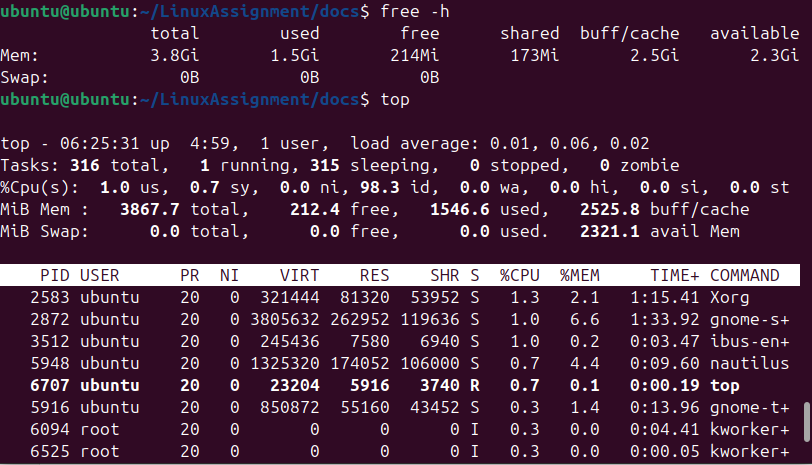 ubuntu@ubuntu:~/LinuxAssignment/docs$ free -h
               total        used        free      shared  buff/cache   available
Mem:           3.8Gi       1.5Gi       214Mi       173Mi       2.5Gi       2.3Gi
Swap:             0B          0B          0B
ubuntu@ubuntu:~/LinuxAssignment/docs$ top
top - 06:25:31 up  4:59,  1 user,  load average: 0.01, 0.06, 0.02
Tasks: 316 total,   1 running, 315 sleeping,   0 stopped,   0 zombie
%Cpu(s):  1.0 us,  0.7 sy,  0.0 ni, 98.3 id,  0.0 wa,  0.0 hi,  0.0 si,  0.0 st
MiB Mem :   3867.7 total,    212.4 free,   1546.6 used,   2525.8 buff/cache
MiB Swap:      0.0 total,      0.0 free,      0.0 used.   2321.1 avail Mem
    PID USER      PR  NI    VIRT    RES    SHR S  %CPU  %MEM     TIME+ COMMAND
   2583 ubuntu    20   0  321444  81320  53952 S   1.3   2.1   1:15.41 Xorg
   2872 ubuntu    20   0 3805632 262952 119636 S   1.0   6.6   1:33.92 gnome-s+
   3512 ubuntu    20   0  245436   7580   6940 S   1.0   0.2   0:03.47 ibus-en+
   5948 ubuntu    20   0 1325320 174052 106000 S   0.7   4.4   0:09.60 nautilus
   6707 ubuntu    20   0   23204   5916   3740 R   0.7   0.1   0:00.19 top
   5916 ubuntu    20   0  850872  55160  43452 S   0.3   1.4   0:13.96 gnome-t+
   6094 root      20   0       0      0      0 I   0.3   0.0   0:04.41 kworker+
   6525 root      20   0       0      0      0 I   0.3   0.0   0:00.05 kworker+